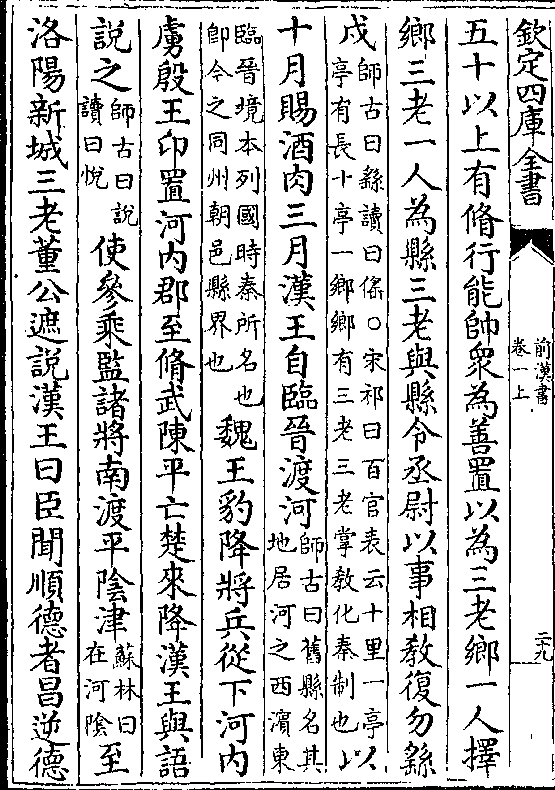 欽定四庫全書
前漢書
卷一上
二十九
五十以上有脩行能帥衆為善置以為三老鄉一人擇
鄉三老一人為縣三老與縣令丞尉以事相教復勿繇
戍師古曰繇讀曰傜○宋祁曰百官表云十里一亭
亭有長十亭一鄉鄉有三老三老掌教化秦制也以
十月賜酒肉三月漢王自臨晉渡河師古曰舊縣名其
地居河之西濵東
臨晉境本列國時秦所名也
即今之同州朝邑縣界也魏王豹降將兵從下河内
虜殷王卬置河内郡至脩武陳平亡楚來降漢王與語
說之師古曰說
讀曰悅使參乘監諸將南渡平陰津蘇林曰
在河陰至
洛陽新城三老董公遮說漢王曰臣聞順德者昌逆德